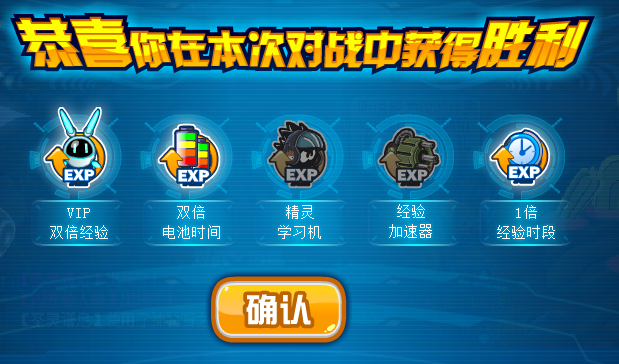 恭喜你在本次对战中获得胜利
EXP EXP EXP EXP EXP
VIP 双倍 精灵 经验 1倍
双倍经验 电池时间 学习机 加速器 经验时段
确认